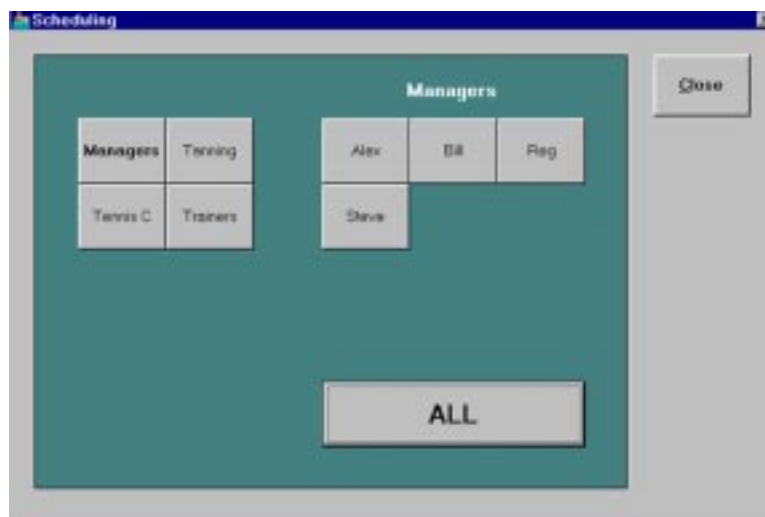 Scheduling
Managers
Close
Managers Tanning
Alex Bill Reg
Tennis C Trainers
Steve
ALL